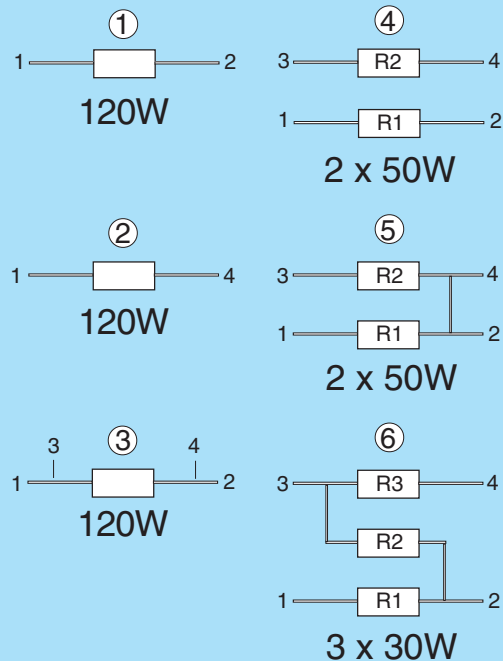 ①
1 2
120W
②
1 4
120W
③
3 4
1 2
120W
④
3 R2 4
1 R1 2
2 x 50W
⑤
3 R2 4
1 R1 2
2 x 50W
⑥
3 R3 4
R2
1 R1 2
3 x 30W